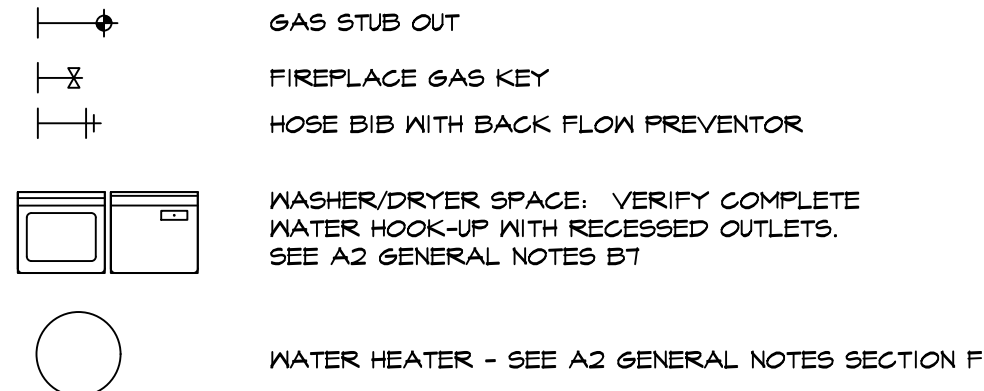 GAS STUB OUT
FIREPLACE GAS KEY
HOSE BIB WITH BACK FLOW PREVENTOR
WASHER/DRYER SPACE: VERIFY COMPLETE
WATER HOOK-UP WITH RECESSED OUTLETS.
SEE A2 GENERAL NOTES B7
WATER HEATER - SEE A2 GENERAL NOTES SECTION F